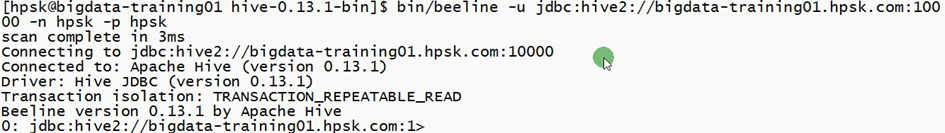 [hpsk@bigdata-training01 hive-0.13.1-bin]$ bin/beeline -u jdbc:hive2://bigdata-training01.hpsk.com:100
00 -n hpsk -p hpsk
scan complete in 3ms
Connecting to jdbc:hive2://bigdata-training01.hpsk.com:10000
Connected to: Apache Hive (version 0.13.1)
Driver: Hive JDBC (version 0.13.1)
Transaction isolation: TRANSACTION_REPEATABLE_READ
Beeline version 0.13.1 by Apache Hive
0: jdbc:hive2://bigdata-training01.hpsk.com:1>